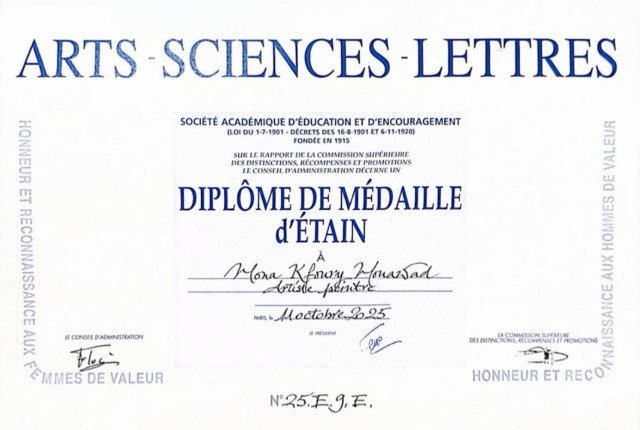 ARTS - SCIENCES - LETTRES
SOCIÉTÉ ACADÉMIQUE D'ÉDUCATION ET D'ENCOURAGEMENT
(LOI DU 1-7-1901 - DÉCRETS DES 16-8-1901 ET 6-11-1920)
FONDÉE EN 1915
SUR LE RAPPORT DE LA COMMISSION SUPÉRIEURE
DES DISTINCTIONS, RÉCOMPENSES ET PROMOTIONS
LE CONSEIL D'ADMINISTRATION DÉCERNE UN
DIPLÔME DE MÉDAILLE
d'ÉTAIN
À
Mona Kfoury Mouawad
Artiste peintre
PARIS, le 11 octobre 2025
LE PRÉSIDENT
LE CONSEIL D'ADMINISTRATION
LA COMMISSION SUPÉRIEURE
DES DISTINCTIONS, RÉCOMPENSES ET PROMOTIONS
HONNEUR ET RECONNAISSANCE AUX FEMMES DE VALEUR
HONNEUR ET RECONNAISSANCE AUX HOMMES DE VALEUR
N° 25.E.g.E.